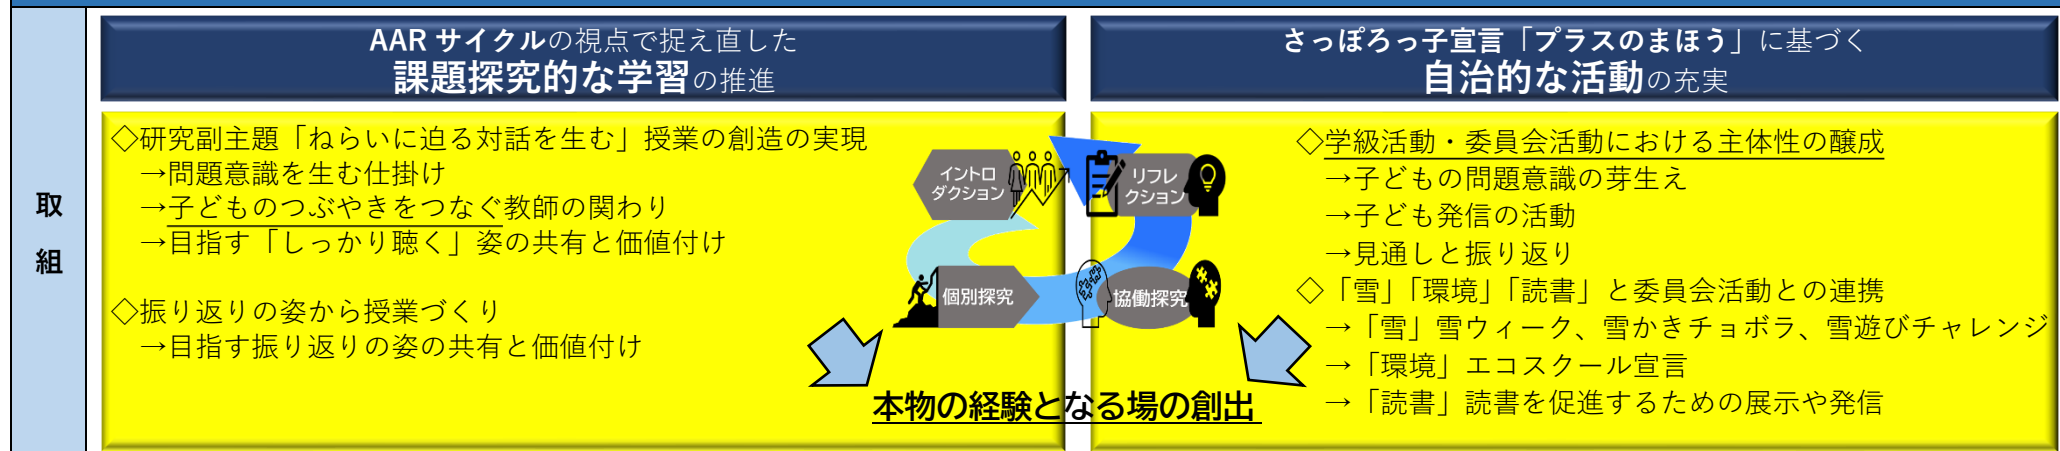 取
組
AAR サイクルの視点で捉え直した
課題探究的な学習の推進
◇研究副主題「ねらいに迫る対話を生む」授業の創造の実現
→問題意識を生む仕掛け
→子どものつぶやきをつなぐ教師の関わり
→目指す「しっかり聴く」姿の共有と価値付け
◇振り返りの姿から授業づくり
→目指す振り返りの姿の共有と価値付け
イントロ
ダクション
リフレ
クション
個別探究
協働探究
本物の経験となる場の創出
さっぽろっ子宣言「プラスのまほう」に基づく
自治的な活動の充実
◇学級活動・委員会活動における主体性の醸成
→子どもの問題意識の芽生え
→子ども発信の活動
→見通しと振り返り
◇「雪」「環境」「読書」と委員会活動との連携
→「雪」雪ウィーク、雪かきチョボラ、雪遊びチャレンジ
→「環境」エコスクール宣言
→「読書」読書を促進するための展示や発信